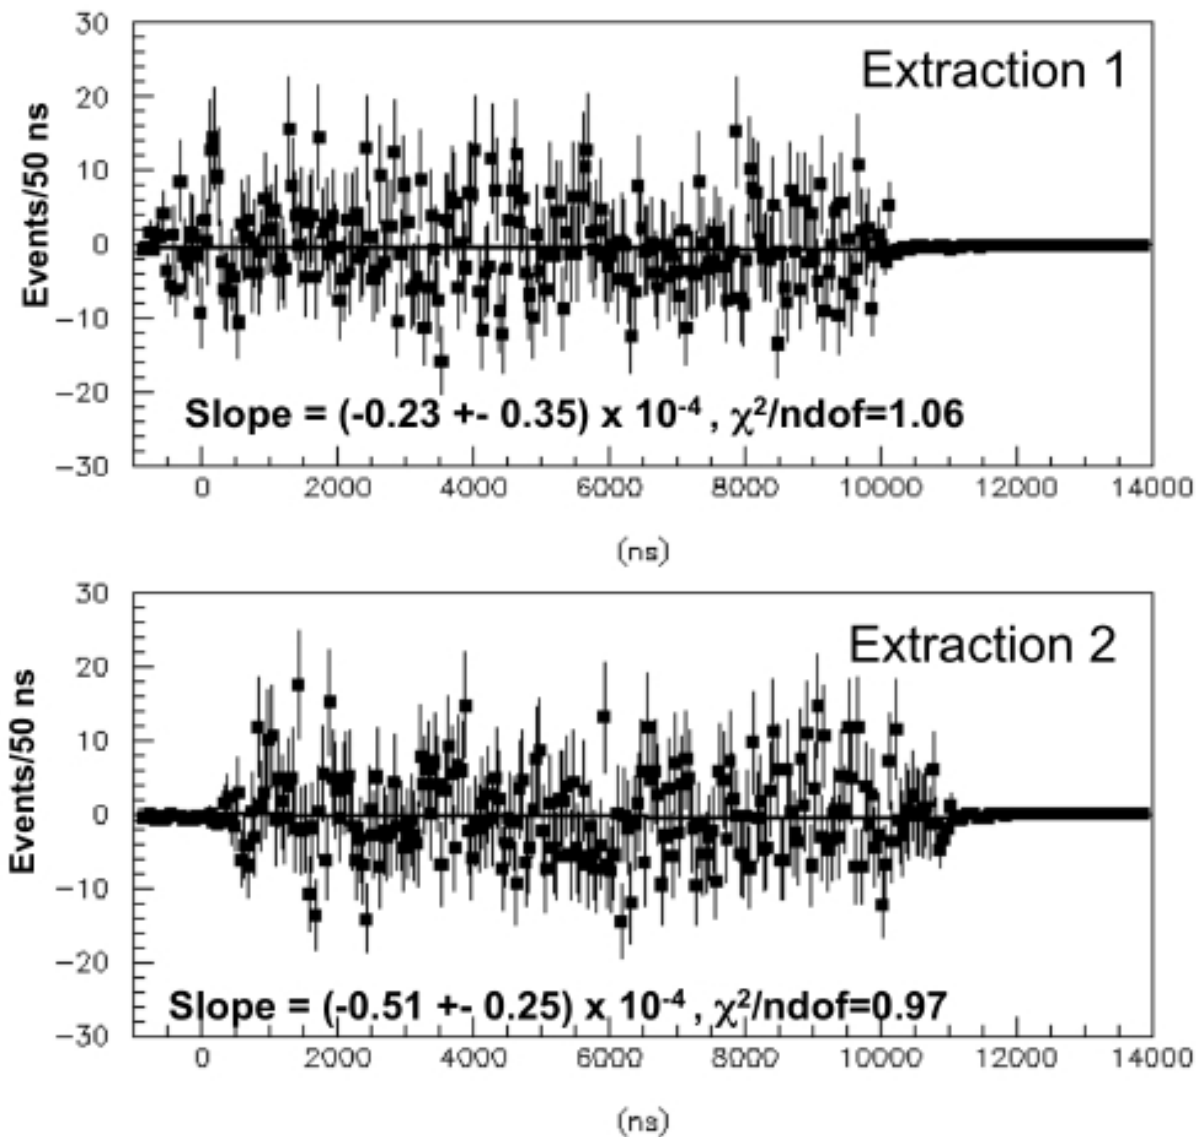 30
20
10
0
−10
−20
−30
Events/50 ns
Extraction 1
Slope = (-0.23 +- 0.35) x 10⁻⁴ , χ²/ndof=1.06
0 2000 4000 6000 8000 10000 12000 14000
(ns)
30
20
10
0
−10
−20
−30
Events/50 ns
Extraction 2
Slope = (-0.51 +- 0.25) x 10⁻⁴ , χ²/ndof=0.97
0 2000 4000 6000 8000 10000 12000 14000
(ns)